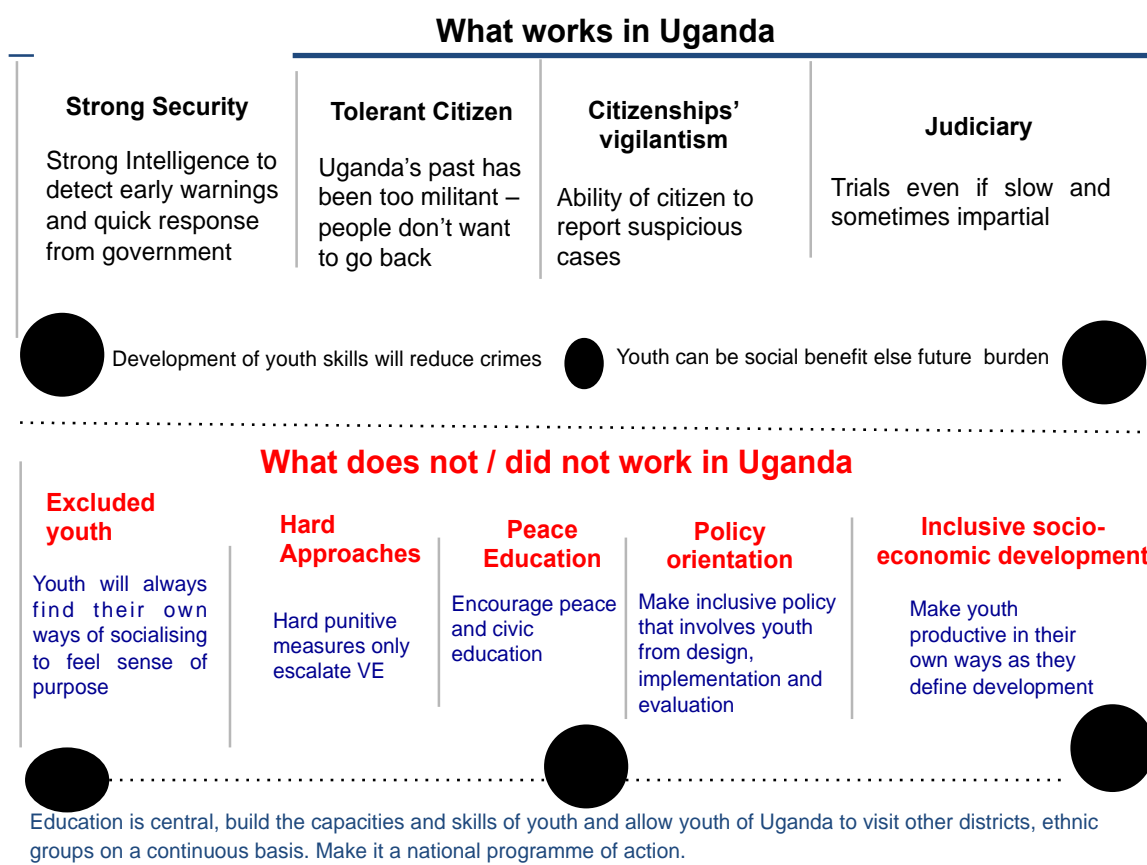 What works in Uganda
Strong Security
Strong Intelligence to
detect early warnings
and quick response
from government
Tolerant Citizen
Uganda's past has
been too militant –
people don't want
to go back
Citizenships'
vigilantism
Ability of citizen to
report suspicious
cases
Judiciary
Trials even if slow and
sometimes impartial
Development of youth skills will reduce crimes
Youth can be social benefit else future burden
What does not / did not work in Uganda
Excluded
youth
Youth will always
find their own
ways of socialising
to feel sense of
purpose
Hard
Approaches
Hard punitive
measures only
escalate VE
Peace
Education
Encourage peace
and civic
education
Policy
orientation
Make inclusive policy
that involves youth
from design,
implementation and
evaluation
Inclusive socio-
economic development
Make youth
productive in their
own ways as they
define development
Education is central, build the capacities and skills of youth and allow youth of Uganda to visit other districts, ethnic
groups on a continuous basis. Make it a national programme of action.